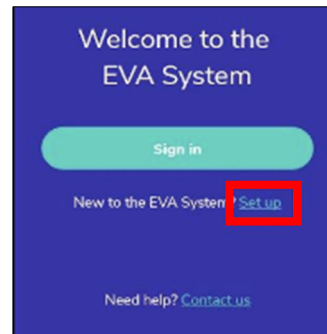 Welcome to the
EVA System
Sign in
New to the EVA System? Set up
Need help? Contact us